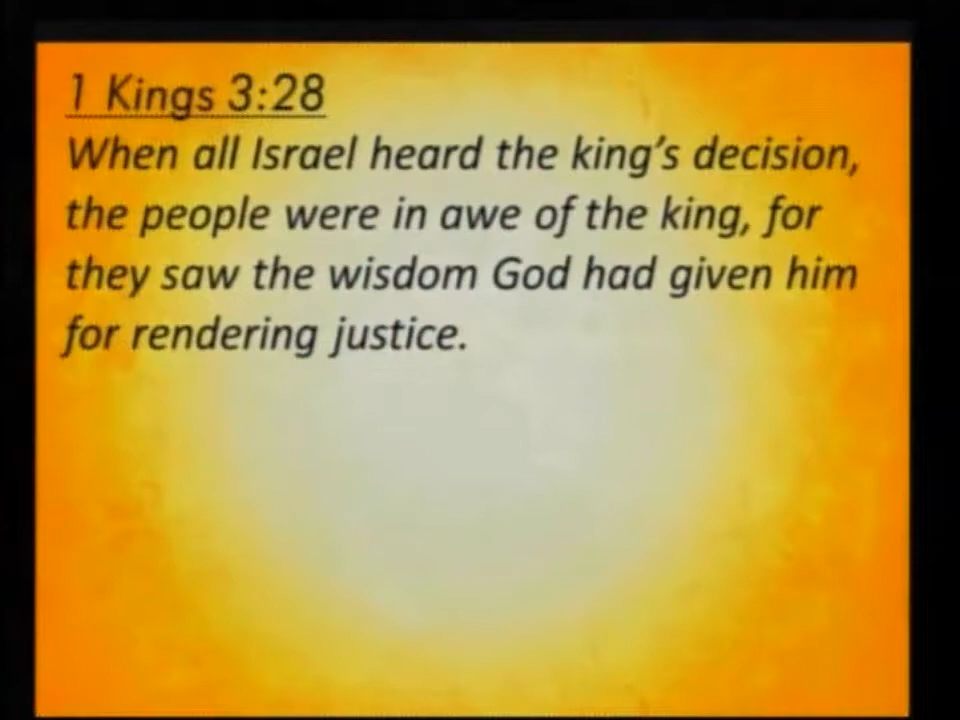 1 Kings 3:28
When all Israel heard the king's decision,
the people were in awe of the king, for
they saw the wisdom God had given him
for rendering justice.